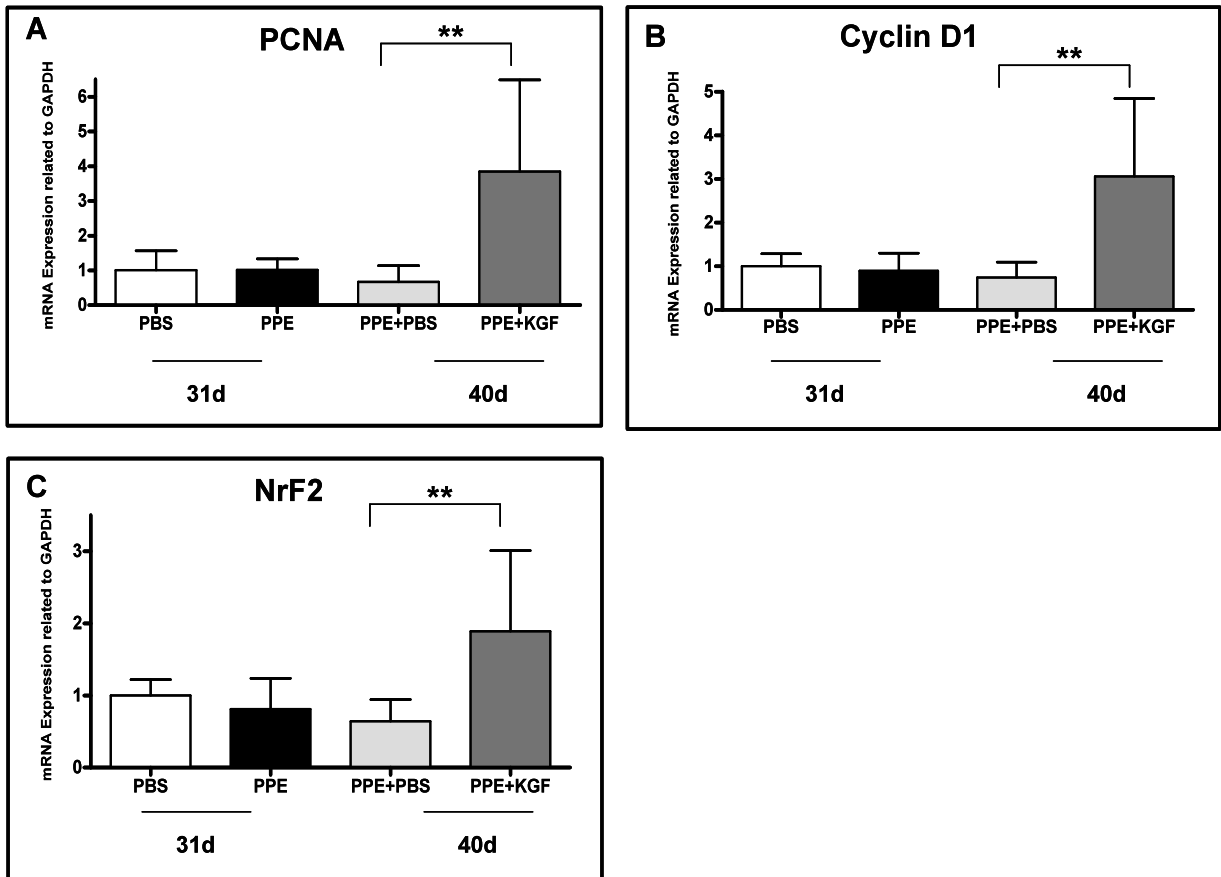 A
PCNA
**
mRNA Expression related to GAPDH
6
5
4
3
2
1
0
PBS
PPE
PPE+PBS
PPE+KGF
31d
40d
B
Cyclin D1
**
mRNA Expression related to GAPDH
5
4
3
2
1
0
PBS
PPE
PPE+PBS
PPE+KGF
31d
40d
C
NrF2
**
mRNA Expression related to GAPDH
3
2
1
0
PBS
PPE
PPE+PBS
PPE+KGF
31d
40d